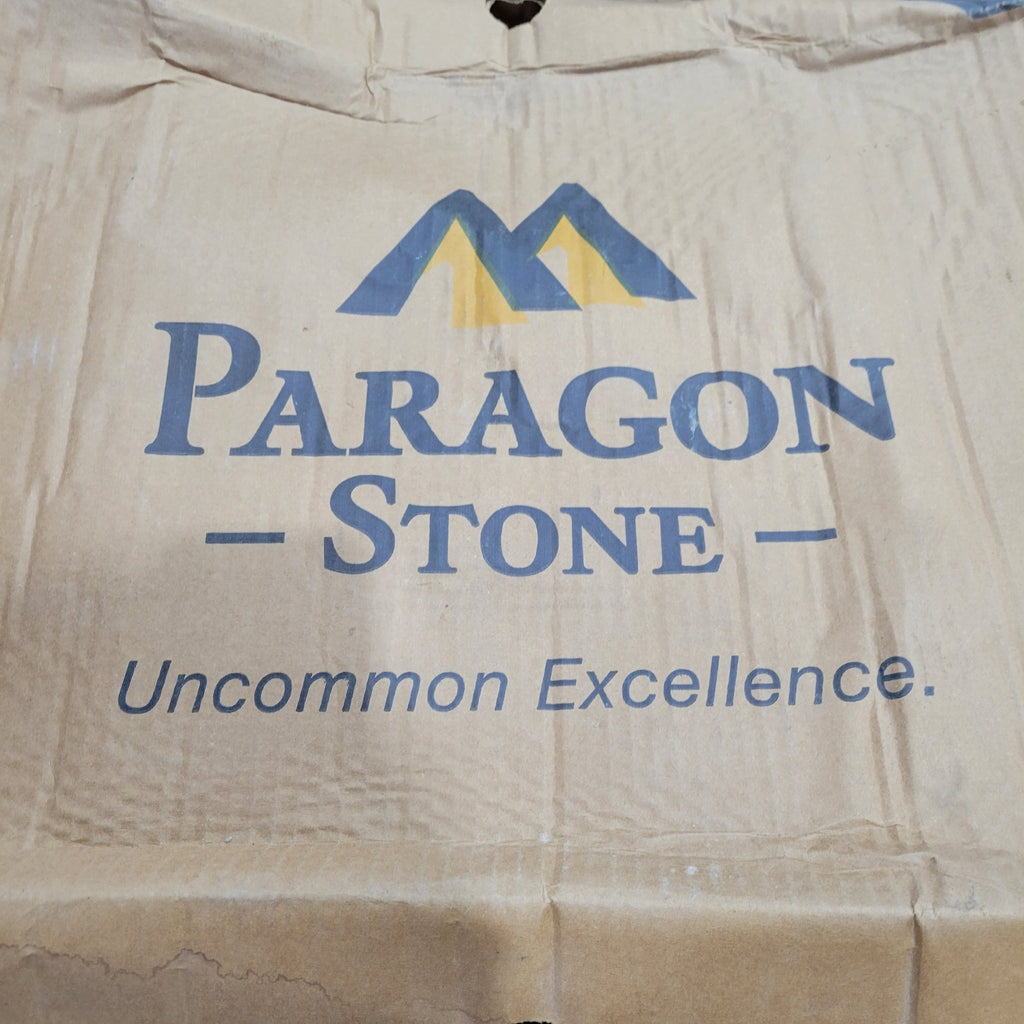 PARAGON
— STONE —
Uncommon Excellence.